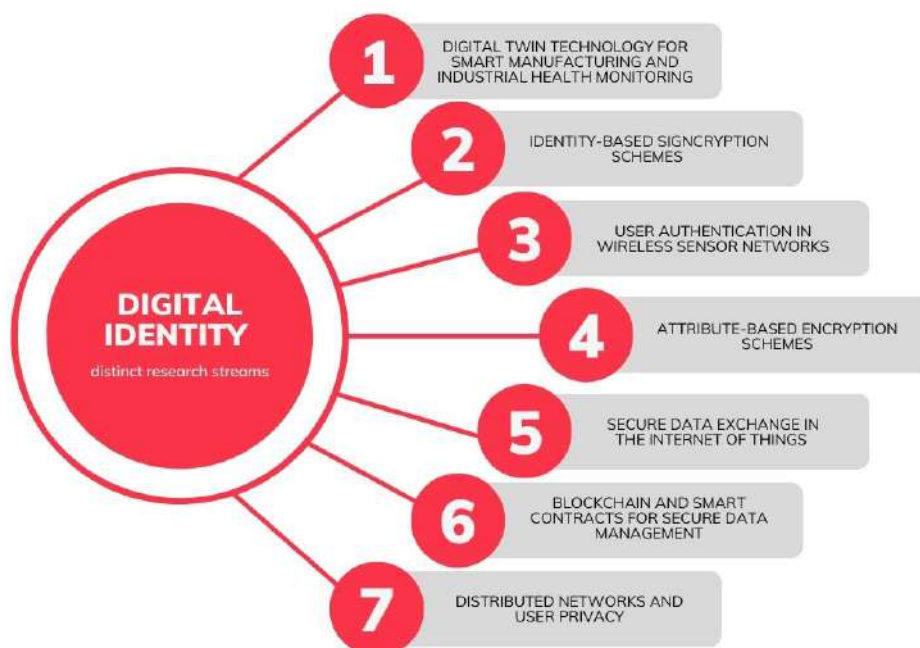 DIGITAL
IDENTITY
distinct research streams
1
DIGITAL TWIN TECHNOLOGY FOR
SMART MANUFACTURING AND
INDUSTRIAL HEALTH MONITORING
2
IDENTITY-BASED SIGNCRYPTION
SCHEMES
3
USER AUTHENTICATION IN
WIRELESS SENSOR NETWORKS
4
ATTRIBUTE-BASED ENCRYPTION
SCHEMES
5
SECURE DATA EXCHANGE IN
THE INTERNET OF THINGS
6
BLOCKCHAIN AND SMART
CONTRACTS FOR SECURE DATA
MANAGEMENT
7
DISTRIBUTED NETWORKS AND
USER PRIVACY